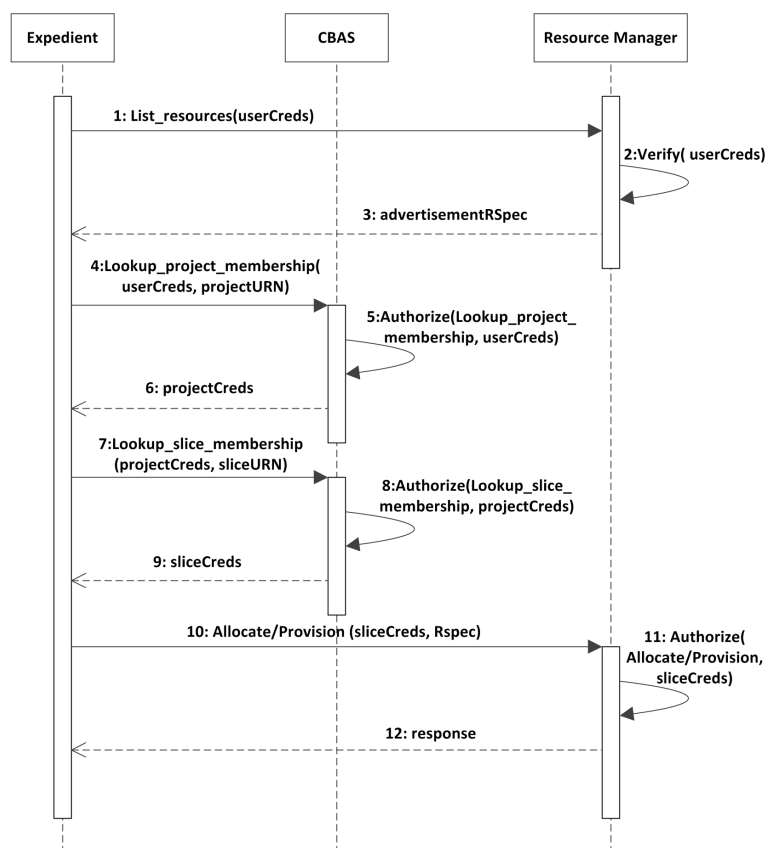 Expedient
CBAS
Resource Manager
1: List_resources(userCreds)
2:Verify( userCreds)
3: advertisementRSpec
4:Lookup_project_membership(
userCreds, projectURN)
5:Authorize(Lookup_project_
membership, userCreds)
6: projectCreds
7:Lookup_slice_membership
(projectCreds, sliceURN)
8:Authorize(Lookup_slice_
membership, projectCreds)
9: sliceCreds
10: Allocate/Provision (sliceCreds, Rspec)
11: Authorize(
Allocate/Provision,
sliceCreds)
12: response